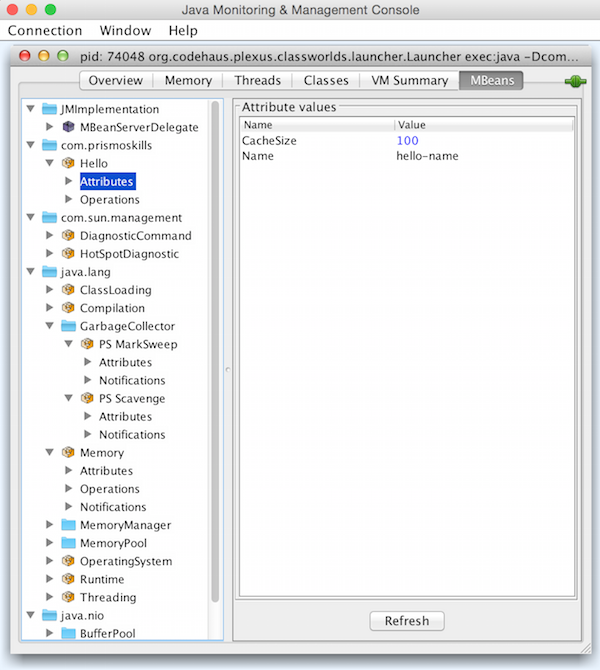 Java Monitoring & Management Console
Connection Window Help
pid: 74048 org.codehaus.plexus.classworlds.launcher.Launcher exec:java -Dcom...
Overview Memory Threads Classes VM Summary MBeans
JMImplementation
MBeanServerDelegate
com.prismoskills
Hello
Attributes
Operations
com.sun.management
DiagnosticCommand
HotSpotDiagnostic
java.lang
ClassLoading
Compilation
GarbageCollector
PS MarkSweep
Attributes
Notifications
PS Scavenge
Attributes
Notifications
Memory
Attributes
Operations
Notifications
MemoryManager
MemoryPool
OperatingSystem
Runtime
Threading
java.nio
BufferPool
Attribute values
Name Value
CacheSize 100
Name hello-name
Refresh